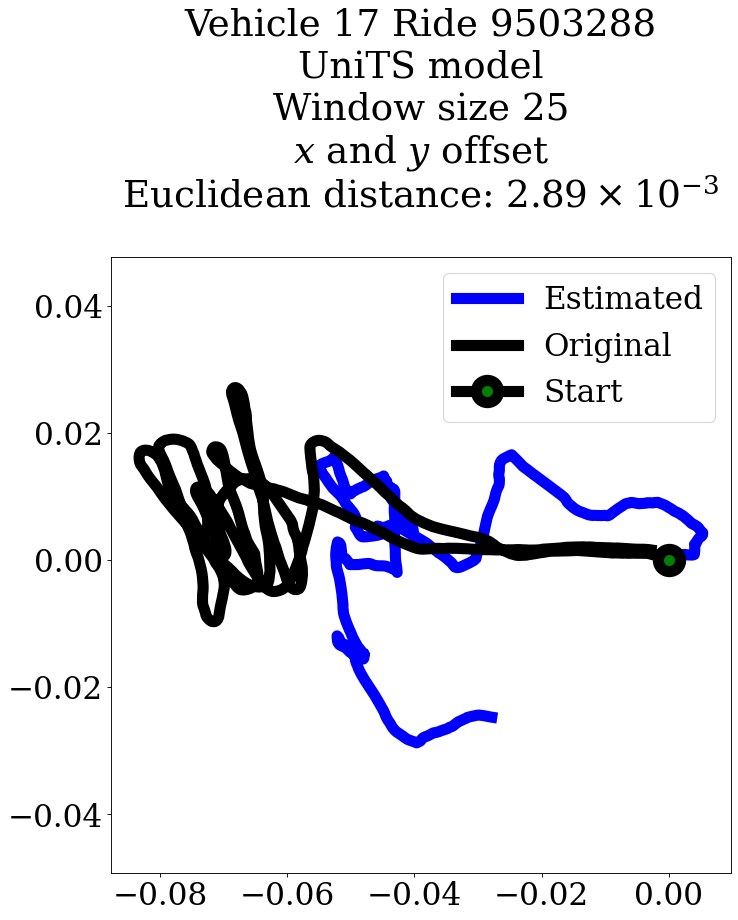 Vehicle 17 Ride 9503288
UniTS model
Window size 25
x and y offset
Euclidean distance: 2.89 × 10⁻³
Estimated
Original
Start
0.04
0.02
0.00
−0.02
−0.04
−0.08 −0.06 −0.04 −0.02 0.00